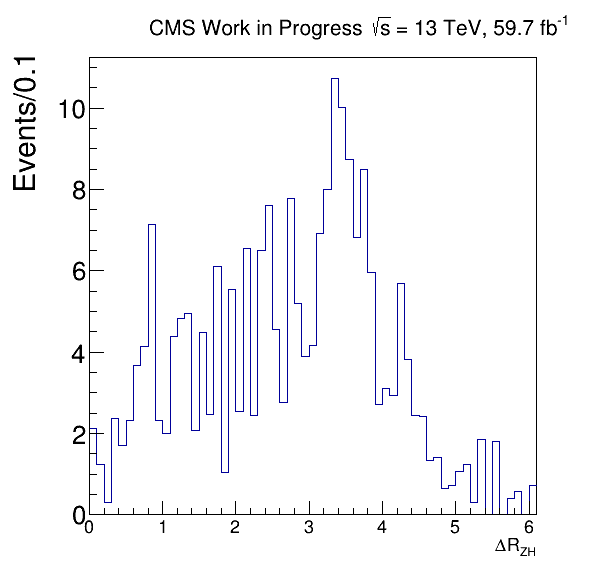 CMS Work in Progress √s = 13 TeV, 59.7 fb⁻¹
Events/0.1
10
8
6
4
2
0
0 1 2 3 4 5 6
ΔR_ZH